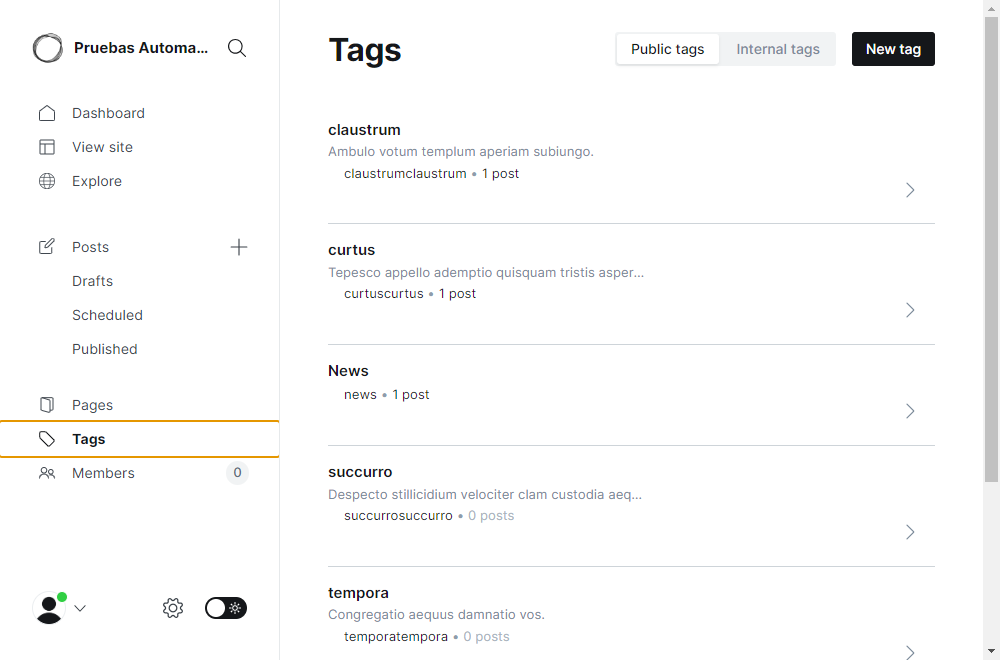 Pruebas Automa...
Dashboard
View site
Explore
Posts
Drafts
Scheduled
Published
Pages
Tags
Members
0
Tags
Public tags
Internal tags
New tag
claustrum
Ambulo votum templum aperiam subiungo.
claustrumclaustrum • 1 post
curtus
Tepesco appello ademptio quisquam tristis asper...
curtuscurtus • 1 post
News
news • 1 post
succurro
Despecto stillicidium velociter clam custodia aeq...
succurrosuccurro • 0 posts
tempora
Congregatio aequus damnatio vos.
temporatempora • 0 posts